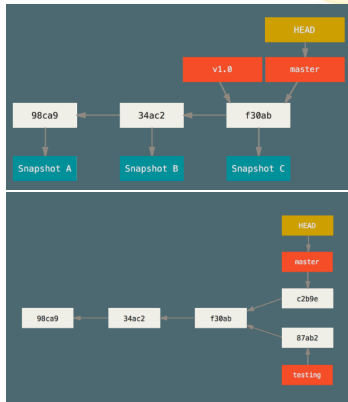 HEAD
v1.0 master
98ca9 34ac2 f30ab
Snapshot A Snapshot B Snapshot C
HEAD
master
c2b9e
98ca9 34ac2 f30ab
87ab2
testing